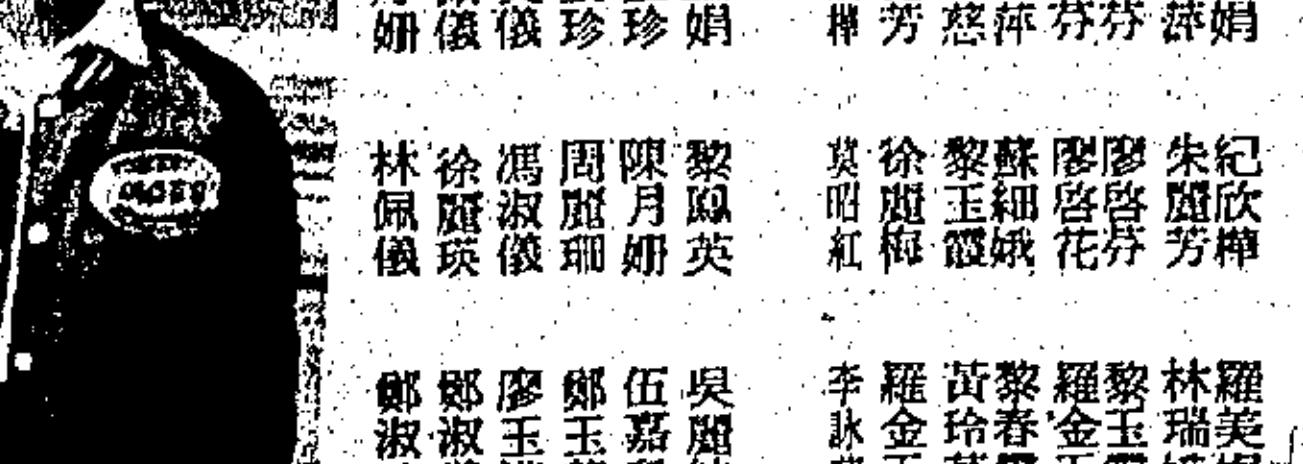 娟 紀欣樺 羅美
萍 朱麗芳 林瑞
芬 廖啓芬 黎玉
芬 廖啓花 羅金
萍 蘇細娥 黎春
慈 黎玉霞 黃玲
芳 徐麗梅 羅金
樺 莫昭紅 李詠
娟 黎鳳英 吳麗
珍 陳月姍 伍嘉
珍 周麗珊 鄭玉
儀 馮淑儀 廖玉
儀 徐麗瑛 鄭淑
姍 林佩儀 鄭淑